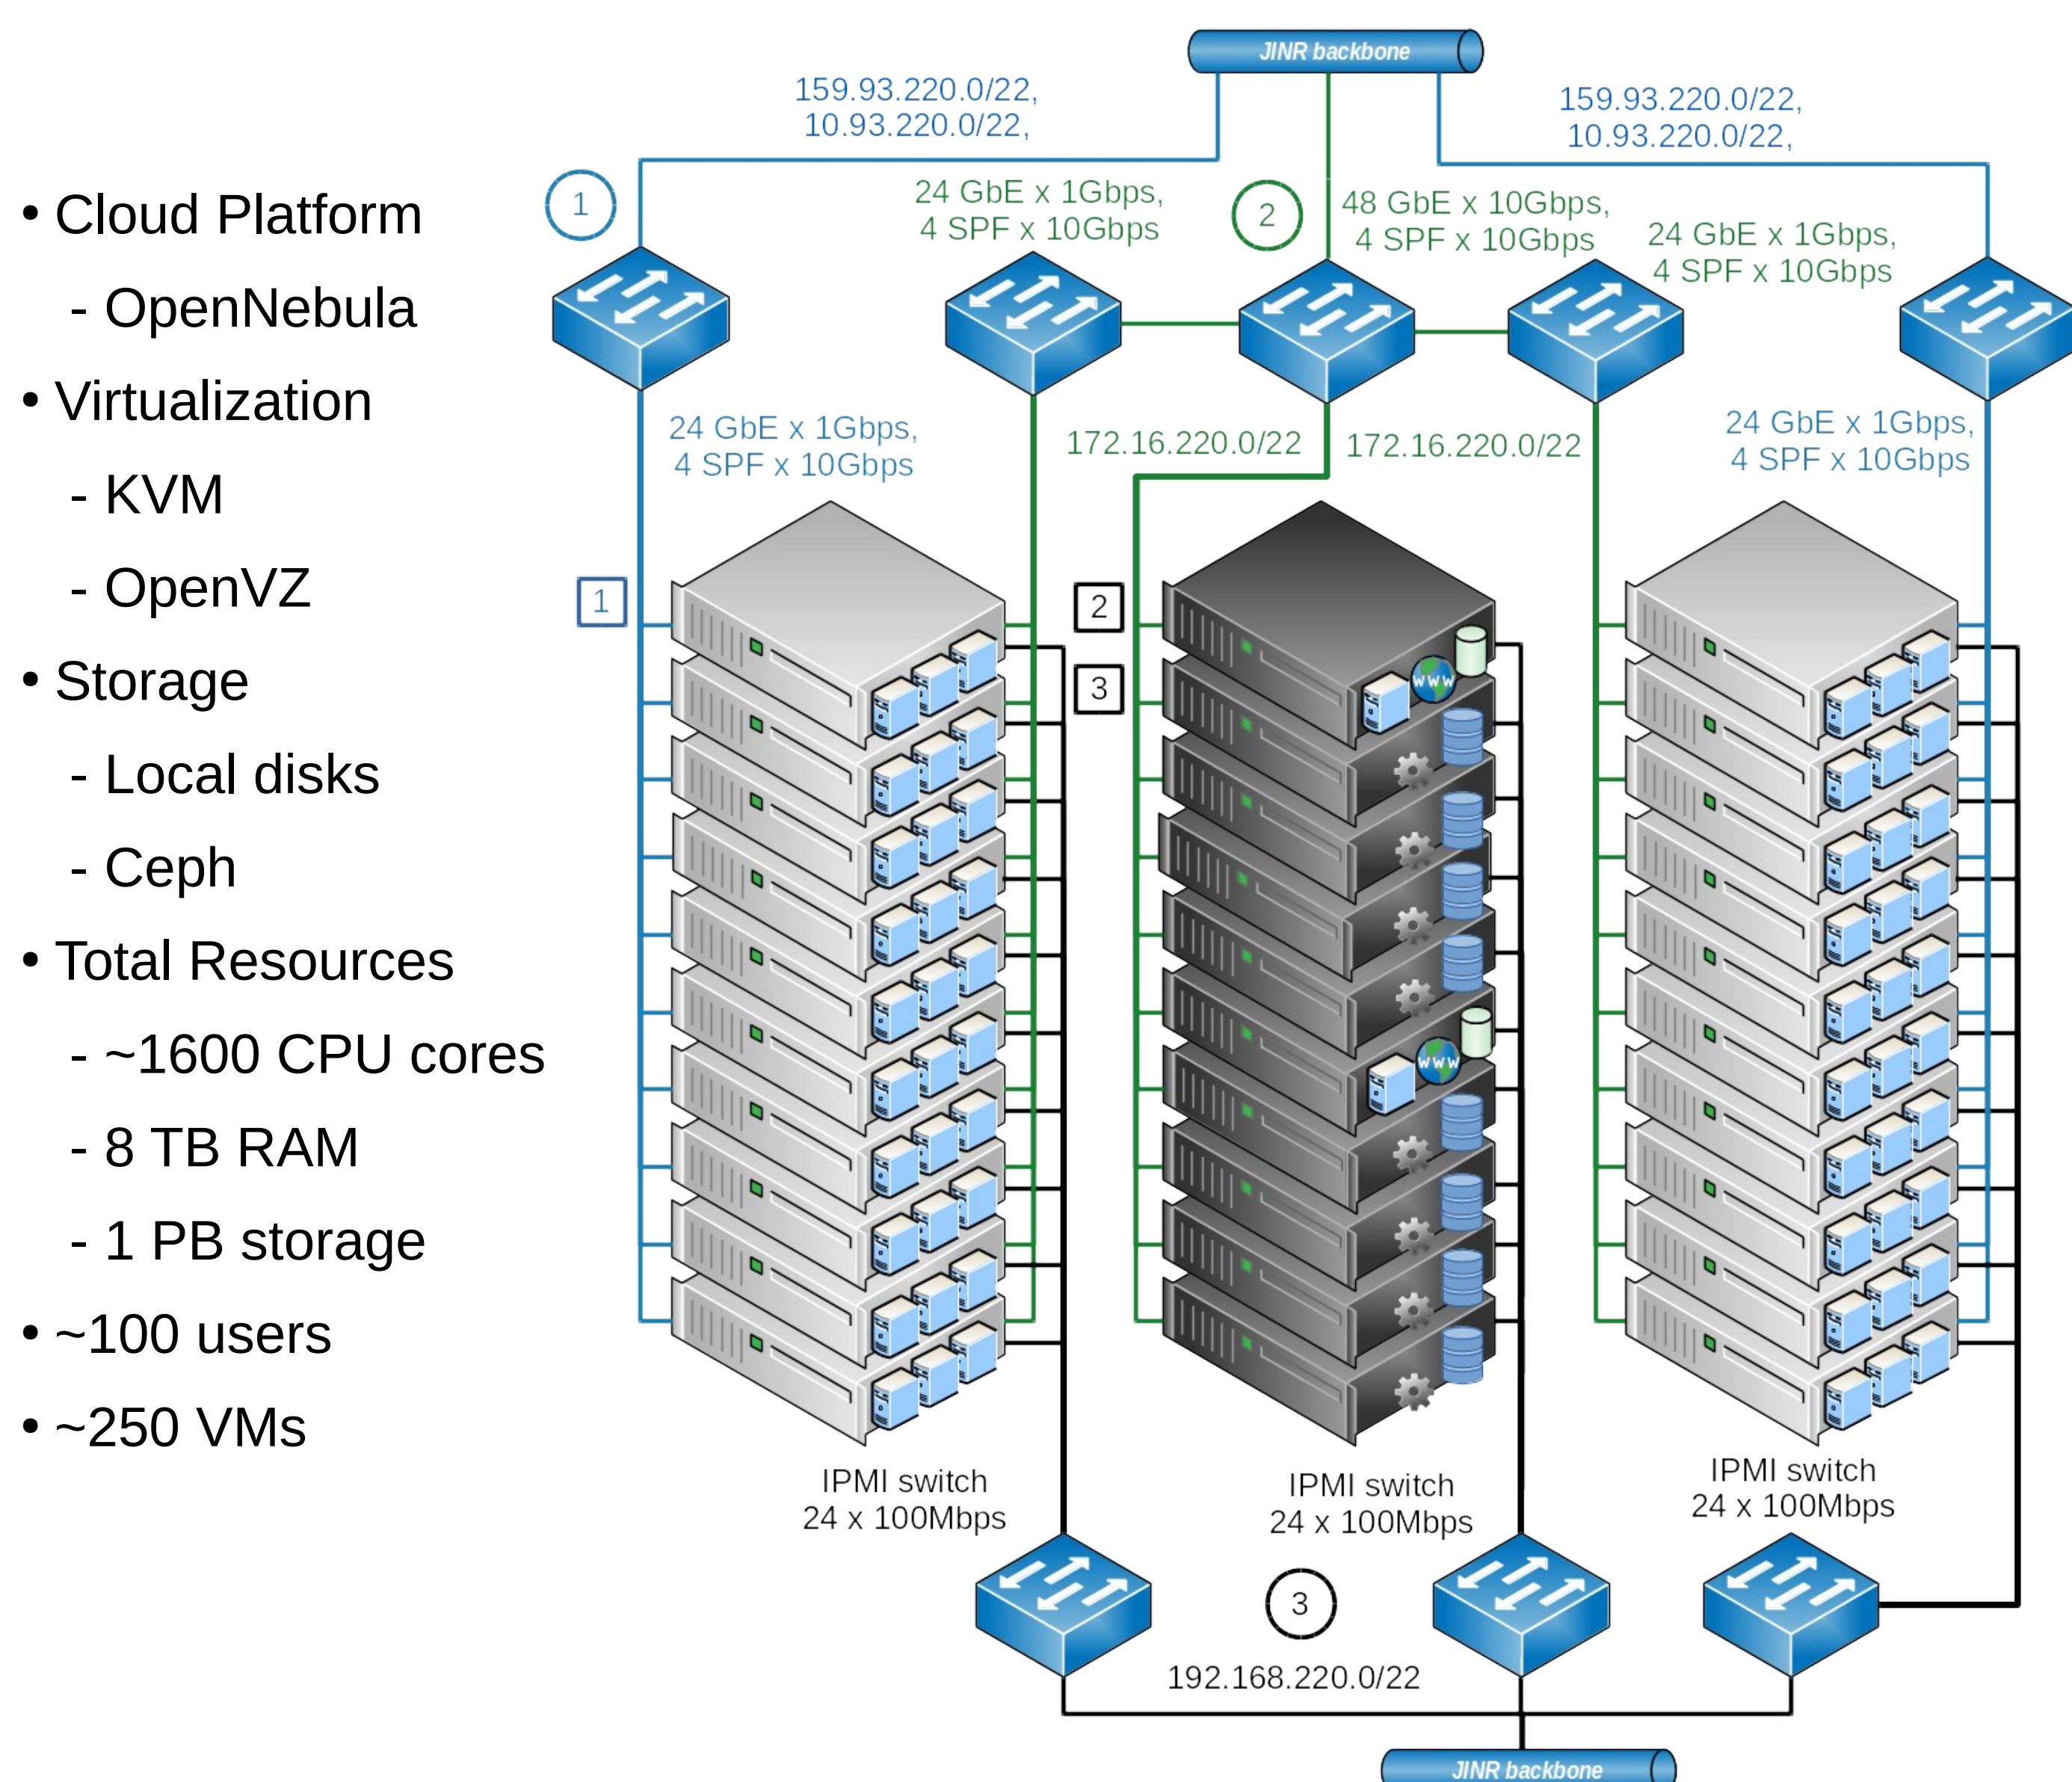 • Cloud Platform
- OpenNebula
• Virtualization
- KVM
- OpenVZ
• Storage
- Local disks
- Ceph
• Total Resources
- ~1600 CPU cores
- 8 TB RAM
- 1 PB storage
• ~100 users
• ~250 VMs
JINR backbone
159.93.220.0/22,
10.93.220.0/22,
159.93.220.0/22,
10.93.220.0/22,
1
24 GbE x 1Gbps,
4 SPF x 10Gbps
2
48 GbE x 10Gbps,
4 SPF x 10Gbps
24 GbE x 1Gbps,
4 SPF x 10Gbps
24 GbE x 1Gbps,
4 SPF x 10Gbps
172.16.220.0/22
172.16.220.0/22
24 GbE x 1Gbps,
4 SPF x 10Gbps
1
2
3
WWW
WWW
IPMI switch
24 x 100Mbps
IPMI switch
24 x 100Mbps
IPMI switch
24 x 100Mbps
3
192.168.220.0/22
JINR backbone